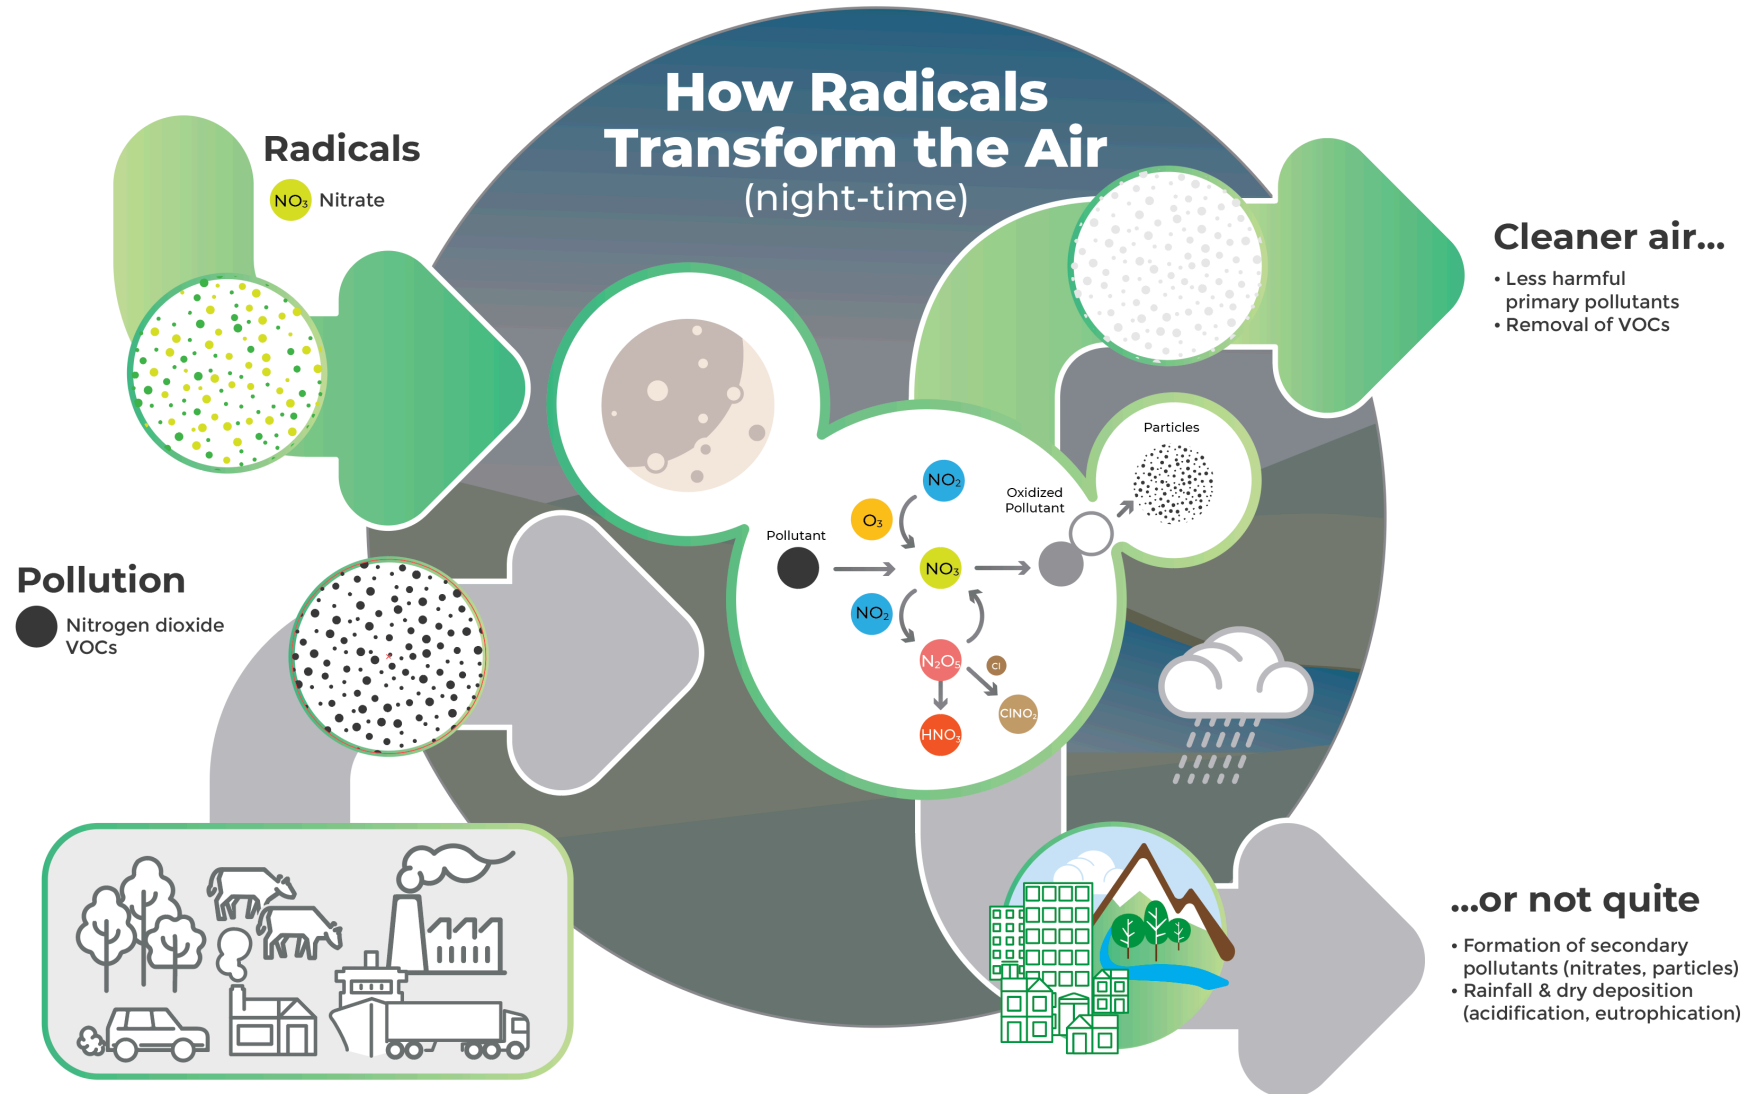 How Radicals
Transform the Air
(night-time)
Radicals
NO₃ Nitrate
Pollution
Nitrogen dioxide
VOCs
Pollutant
O₃
NO₂
NO₃
NO₂
N₂O₅
Cl
ClNO₂
HNO₃
Oxidized
Pollutant
Particles
Cleaner air...
• Less harmful
primary pollutants
• Removal of VOCs
...or not quite
• Formation of secondary
pollutants (nitrates, particles)
• Rainfall & dry deposition
(acidification, eutrophication)